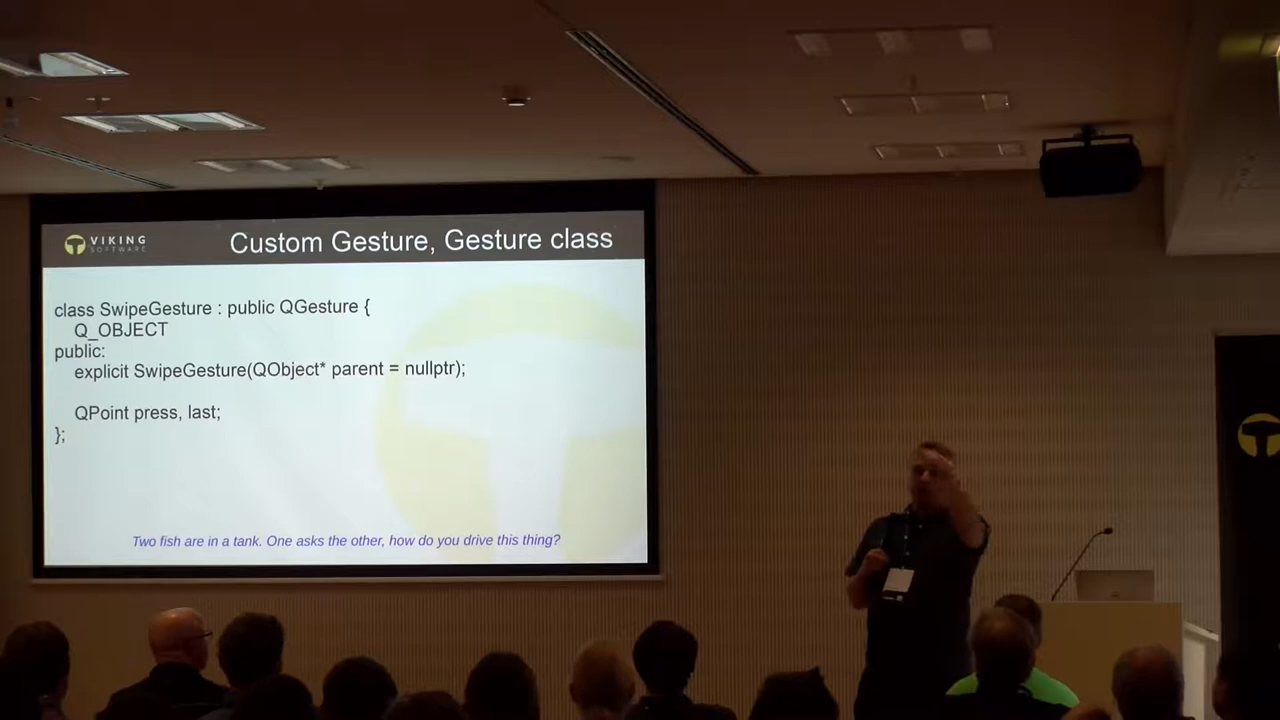 VIKING
SOFTWARE
Custom Gesture, Gesture class
class SwipeGesture : public QGesture {
Q_OBJECT
public:
explicit SwipeGesture(QObject* parent = nullptr);
QPoint press, last;
};
Two fish are in a tank. One asks the other, how do you drive this thing?